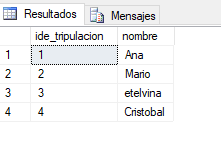 Resultados Mensajes
ide_tripulacion nombre
1 1 Ana
2 2 Mario
3 3 etelvina
4 4 Cristobal